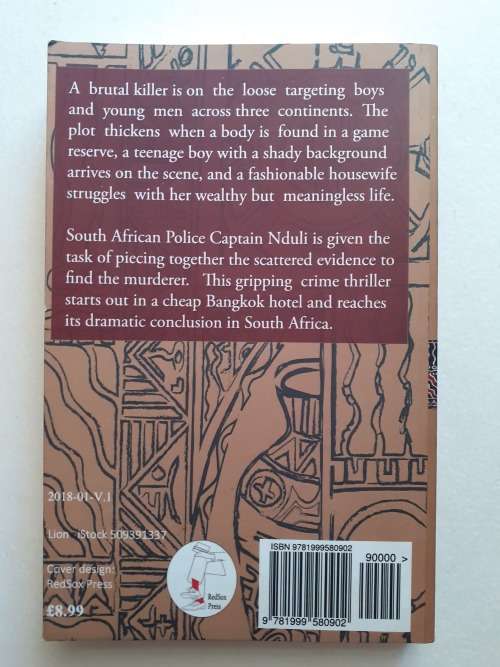 A brutal killer is on the loose targeting boys
and young men across three continents. The
plot thickens when a body is found in a game
reserve, a teenage boy with a shady background
arrives on the scene, and a fashionable housewife
struggles with her wealthy but meaningless life.
South African Police Captain Nduli is given the
task of piecing together the scattered evidence to
find the murderer. This gripping crime thriller
starts out in a cheap Bangkok hotel and reaches
its dramatic conclusion in South Africa.
2018-01-V.1
Lion iStock 509391337
Cover design:
RedSox Press
£8.99
RedSox
Press
ISBN 9781999580902
90000 >
9 781999 580902